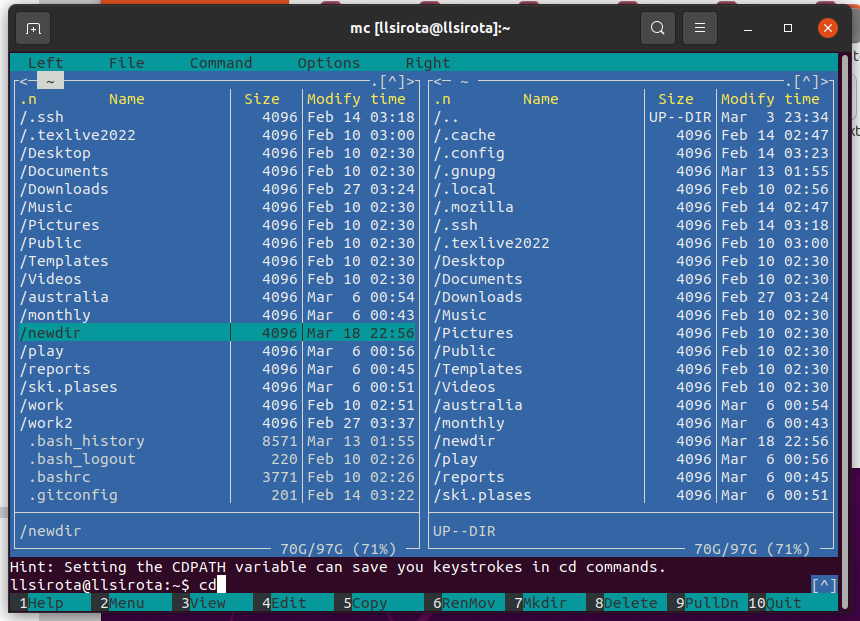 mc [llsirota@llsirota]:~
Left File Command Options Right
<─ ~ .[^]> <─ ~ .[^]>
.n Name Size Modify time .n Name Size Modify time
/.ssh 4096 Feb 14 03:18 /.. UP--DIR Mar 3 23:34
/.texlive2022 4096 Feb 10 03:00 /.cache 4096 Feb 14 02:47
/Desktop 4096 Feb 10 02:30 /.config 4096 Feb 14 03:23
/Documents 4096 Feb 10 02:30 /.gnupg 4096 Mar 13 01:55
/Downloads 4096 Feb 27 03:24 /.local 4096 Feb 10 02:56
/Music 4096 Feb 10 02:30 /.mozilla 4096 Feb 14 02:47
/Pictures 4096 Feb 10 02:30 /.ssh 4096 Feb 14 03:18
/Public 4096 Feb 10 02:30 /.texlive2022 4096 Feb 10 03:00
/Templates 4096 Feb 10 02:30 /Desktop 4096 Feb 10 02:30
/Videos 4096 Feb 10 02:30 /Documents 4096 Feb 10 02:30
/australia 4096 Mar 6 00:54 /Downloads 4096 Feb 27 03:24
/monthly 4096 Mar 6 00:43 /Music 4096 Feb 10 02:30
/newdir 4096 Mar 18 22:56 /Pictures 4096 Feb 10 02:30
/play 4096 Mar 6 00:56 /Public 4096 Feb 10 02:30
/reports 4096 Mar 6 00:45 /Templates 4096 Feb 10 02:30
/ski.plases 4096 Mar 6 00:51 /Videos 4096 Feb 10 02:30
/work 4096 Feb 10 02:51 /australia 4096 Mar 6 00:54
/work2 4096 Feb 27 03:37 /monthly 4096 Mar 6 00:43
.bash_history 8571 Mar 13 01:55 /newdir 4096 Mar 18 22:56
.bash_logout 220 Feb 10 02:26 /play 4096 Mar 6 00:56
.bashrc 3771 Feb 10 02:26 /reports 4096 Mar 6 00:45
.gitconfig 201 Feb 14 03:22 /ski.plases 4096 Mar 6 00:51
/newdir UP--DIR
70G/97G (71%) 70G/97G (71%)
Hint: Setting the CDPATH variable can save you keystrokes in cd commands.
llsirota@llsirota:~$ cd [^]
1Help 2Menu 3View 4Edit 5Copy 6RenMov 7Mkdir 8Delete 9PullDn 10Quit